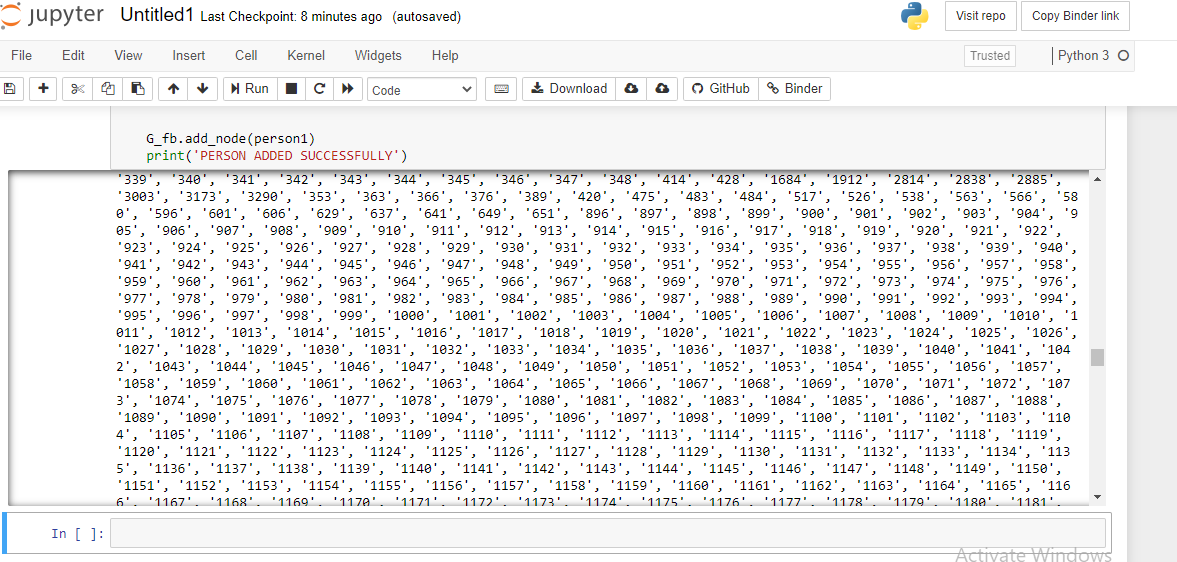 jupyter Untitled1 Last Checkpoint: 8 minutes ago (autosaved) Visit repo Copy Binder link
File Edit View Insert Cell Kernel Widgets Help Trusted Python 3
Run Code Download GitHub Binder
G_fb.add_node(person1)
print('PERSON ADDED SUCCESSFULLY')
'339', '340', '341', '342', '343', '344', '345', '346', '347', '348', '414', '428', '1684', '1912', '2814', '2838', '2885',
'3003', '3173', '3290', '353', '363', '366', '376', '389', '420', '475', '483', '484', '517', '526', '538', '563', '566', '58
0', '596', '601', '606', '629', '637', '641', '649', '651', '896', '897', '898', '899', '900', '901', '902', '903', '904', '9
05', '906', '907', '908', '909', '910', '911', '912', '913', '914', '915', '916', '917', '918', '919', '920', '921', '922',
'923', '924', '925', '926', '927', '928', '929', '930', '931', '932', '933', '934', '935', '936', '937', '938', '939', '940',
'941', '942', '943', '944', '945', '946', '947', '948', '949', '950', '951', '952', '953', '954', '955', '956', '957', '958',
'959', '960', '961', '962', '963', '964', '965', '966', '967', '968', '969', '970', '971', '972', '973', '974', '975', '976',
'977', '978', '979', '980', '981', '982', '983', '984', '985', '986', '987', '988', '989', '990', '991', '992', '993', '994',
'995', '996', '997', '998', '999', '1000', '1001', '1002', '1003', '1004', '1005', '1006', '1007', '1008', '1009', '1010', '1
011', '1012', '1013', '1014', '1015', '1016', '1017', '1018', '1019', '1020', '1021', '1022', '1023', '1024', '1025', '1026',
'1027', '1028', '1029', '1030', '1031', '1032', '1033', '1034', '1035', '1036', '1037', '1038', '1039', '1040', '1041', '104
2', '1043', '1044', '1045', '1046', '1047', '1048', '1049', '1050', '1051', '1052', '1053', '1054', '1055', '1056', '1057',
'1058', '1059', '1060', '1061', '1062', '1063', '1064', '1065', '1066', '1067', '1068', '1069', '1070', '1071', '1072', '107
3', '1074', '1075', '1076', '1077', '1078', '1079', '1080', '1081', '1082', '1083', '1084', '1085', '1086', '1087', '1088',
'1089', '1090', '1091', '1092', '1093', '1094', '1095', '1096', '1097', '1098', '1099', '1100', '1101', '1102', '1103', '110
4', '1105', '1106', '1107', '1108', '1109', '1110', '1111', '1112', '1113', '1114', '1115', '1116', '1117', '1118', '1119',
'1120', '1121', '1122', '1123', '1124', '1125', '1126', '1127', '1128', '1129', '1130', '1131', '1132', '1133', '1134', '113
5', '1136', '1137', '1138', '1139', '1140', '1141', '1142', '1143', '1144', '1145', '1146', '1147', '1148', '1149', '1150',
'1151', '1152', '1153', '1154', '1155', '1156', '1157', '1158', '1159', '1160', '1161', '1162', '1163', '1164', '1165', '116
6', '1167', '1168', '1169', '1170', '1171', '1172', '1173', '1174', '1175', '1176', '1177', '1178', '1179', '1180', '1181',
In [ ]:
Activate Windows